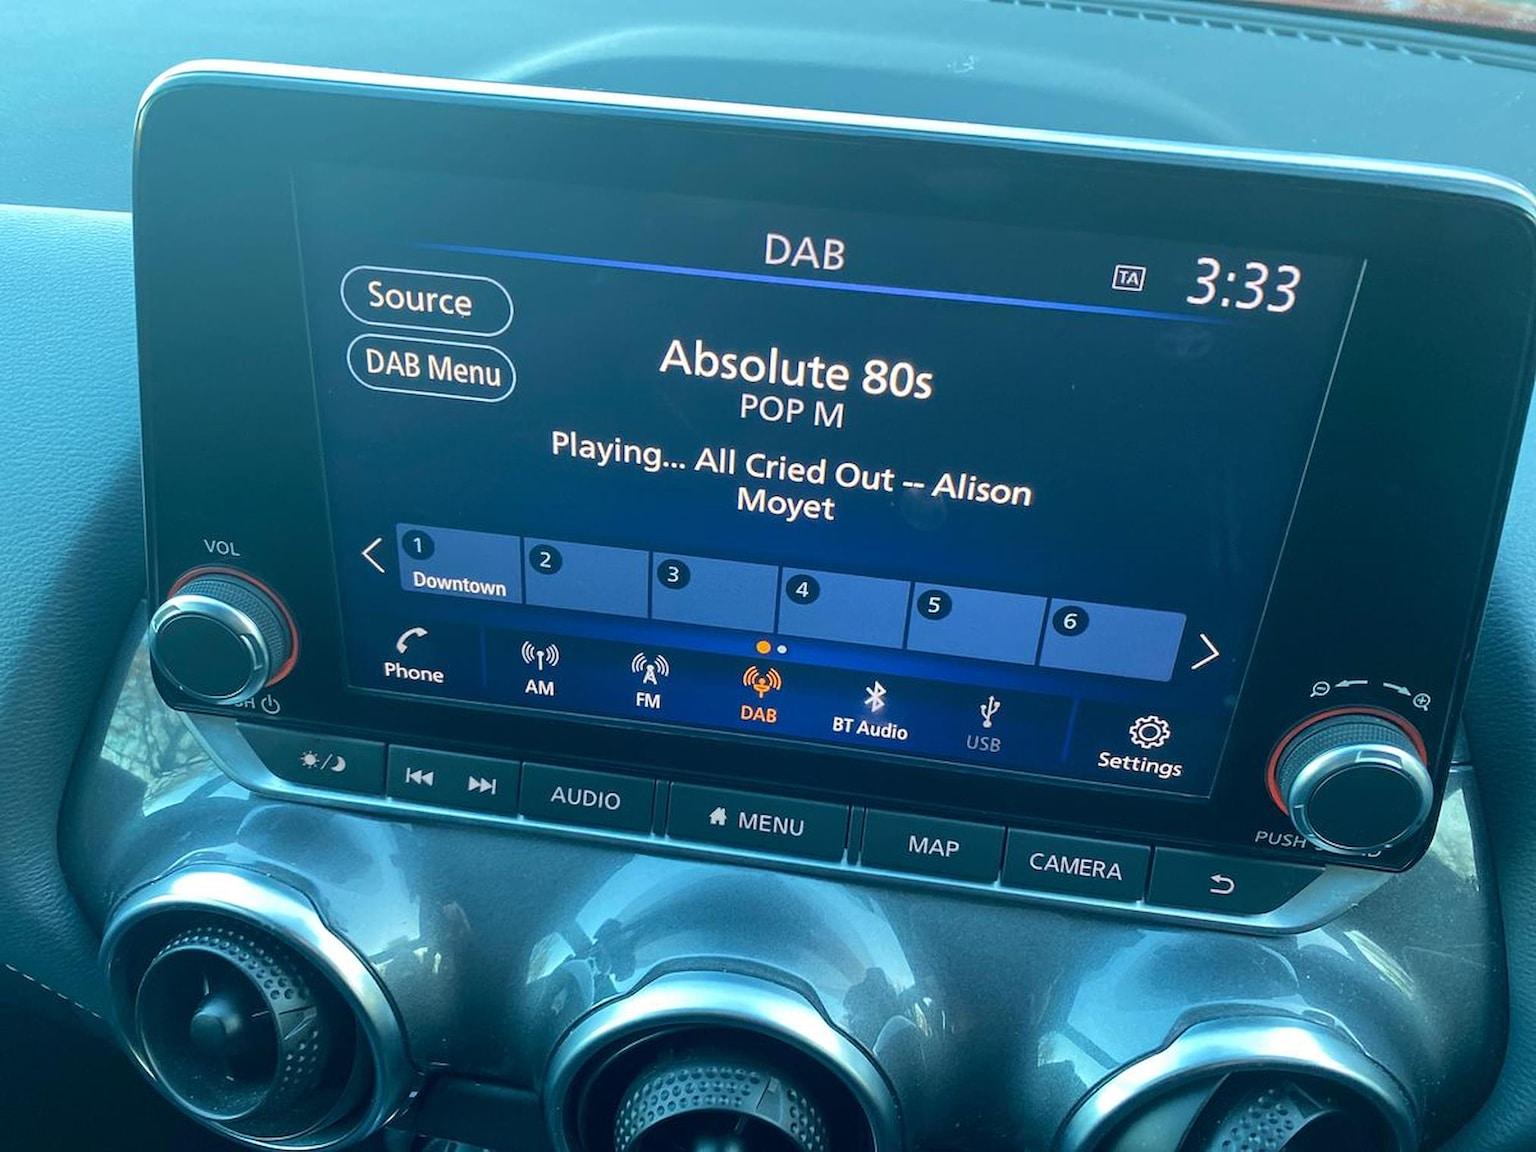 DAB
TA
3:33
Source
DAB Menu
Absolute 80s
POP M
Playing... All Cried Out -- Alison
Moyet
1
Downtown
2
3
4
5
6
VOL
Phone
AM
FM
DAB
BT Audio
USB
Settings
AUDIO
MENU
MAP
CAMERA
PUSH